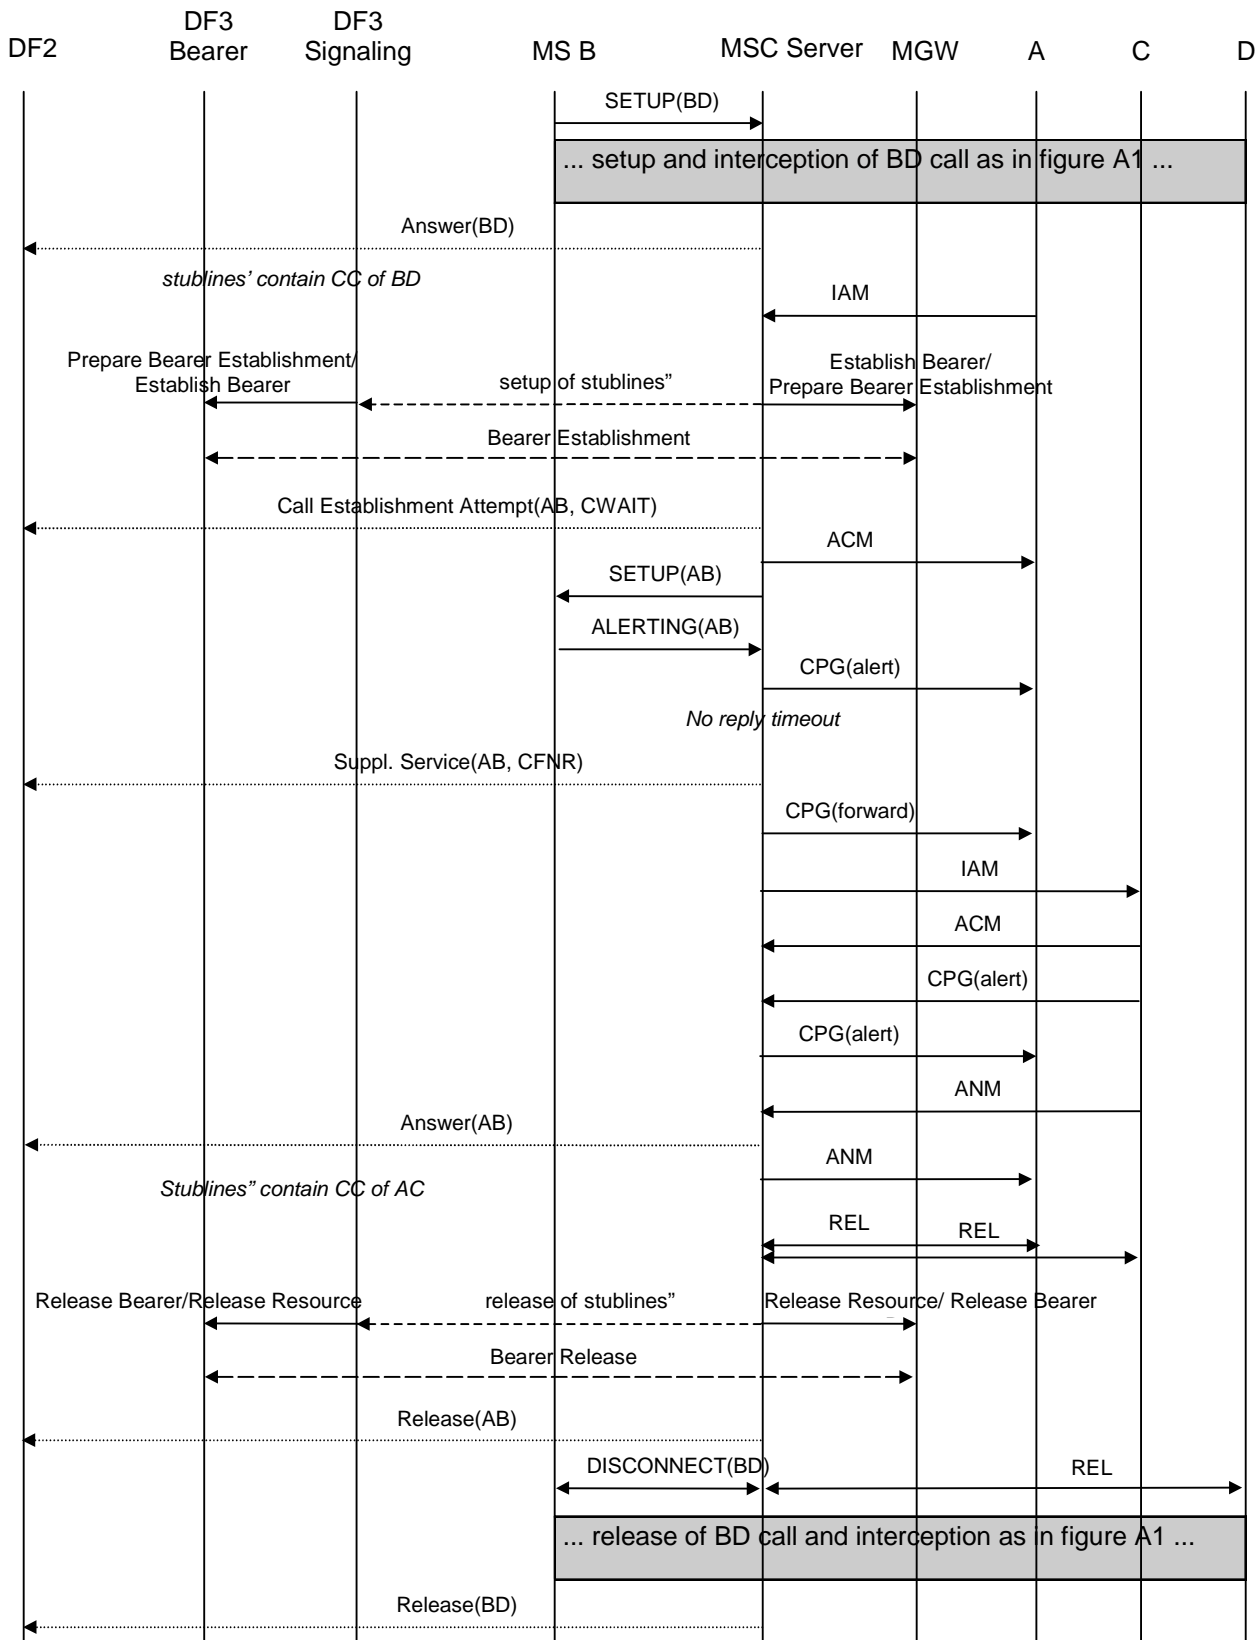 DF2
DF3
Bearer
DF3
Signaling
MS B
MSC Server
MGW
A
C
D
SETUP(BD)
... setup and interception of BD call as in figure A1 ...
Answer(BD)
stublines’ contain CC of BD
IAM
Prepare Bearer Establishment/
Establish Bearer
setup of stublines”
Establish Bearer/
Prepare Bearer Establishment
Bearer Establishment
Call Establishment Attempt(AB, CWAIT)
ACM
SETUP(AB)
ALERTING(AB)
CPG(alert)
No reply timeout
Suppl. Service(AB, CFNR)
CPG(forward)
IAM
ACM
CPG(alert)
CPG(alert)
ANM
Answer(AB)
ANM
Stublines” contain CC of AC
REL
REL
Release Bearer/Release Resource
release of stublines”
Release Resource/ Release Bearer
Bearer Release
Release(AB)
DISCONNECT(BD)
REL
... release of BD call and interception as in figure A1 ...
Release(BD)